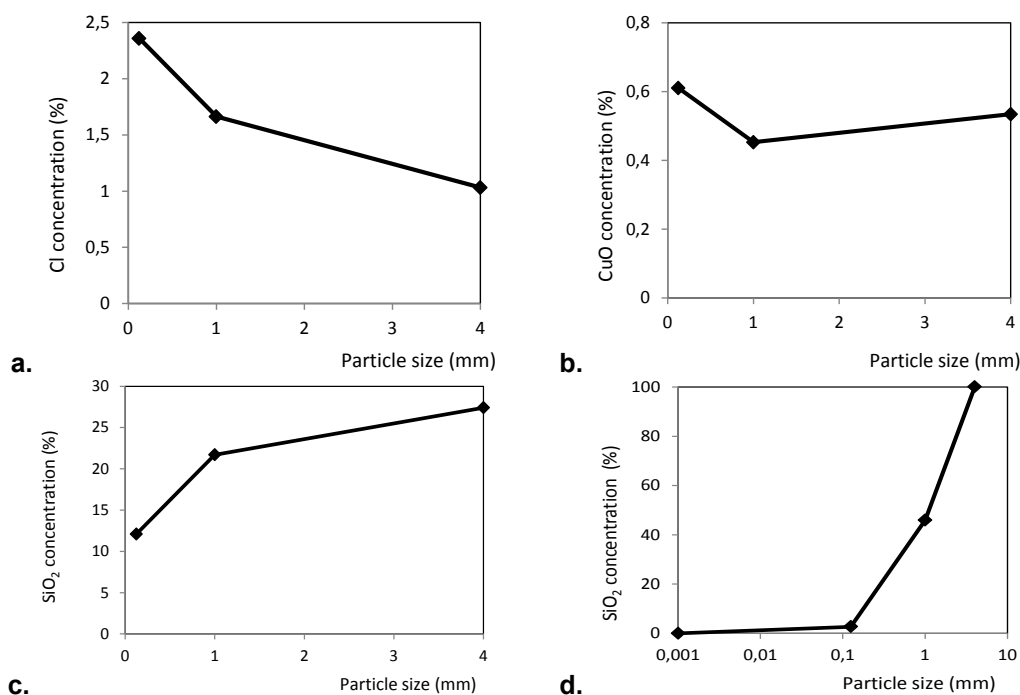 2,5
2
1,5
1
0,5
0
Cl concentration (%)
0 1 2 3 4
Particle size (mm)
a.
0,8
0,6
0,4
0,2
0
CuO concentration (%)
0 1 2 3 4
Particle size (mm)
b.
30
25
20
15
10
5
0
SiO₂ concentration (%)
0 1 2 3 4
Particle size (mm)
c.
100
80
60
40
20
0
SiO₂ concentration (%)
0,001 0,01 0,1 1 10
Particle size (mm)
d.